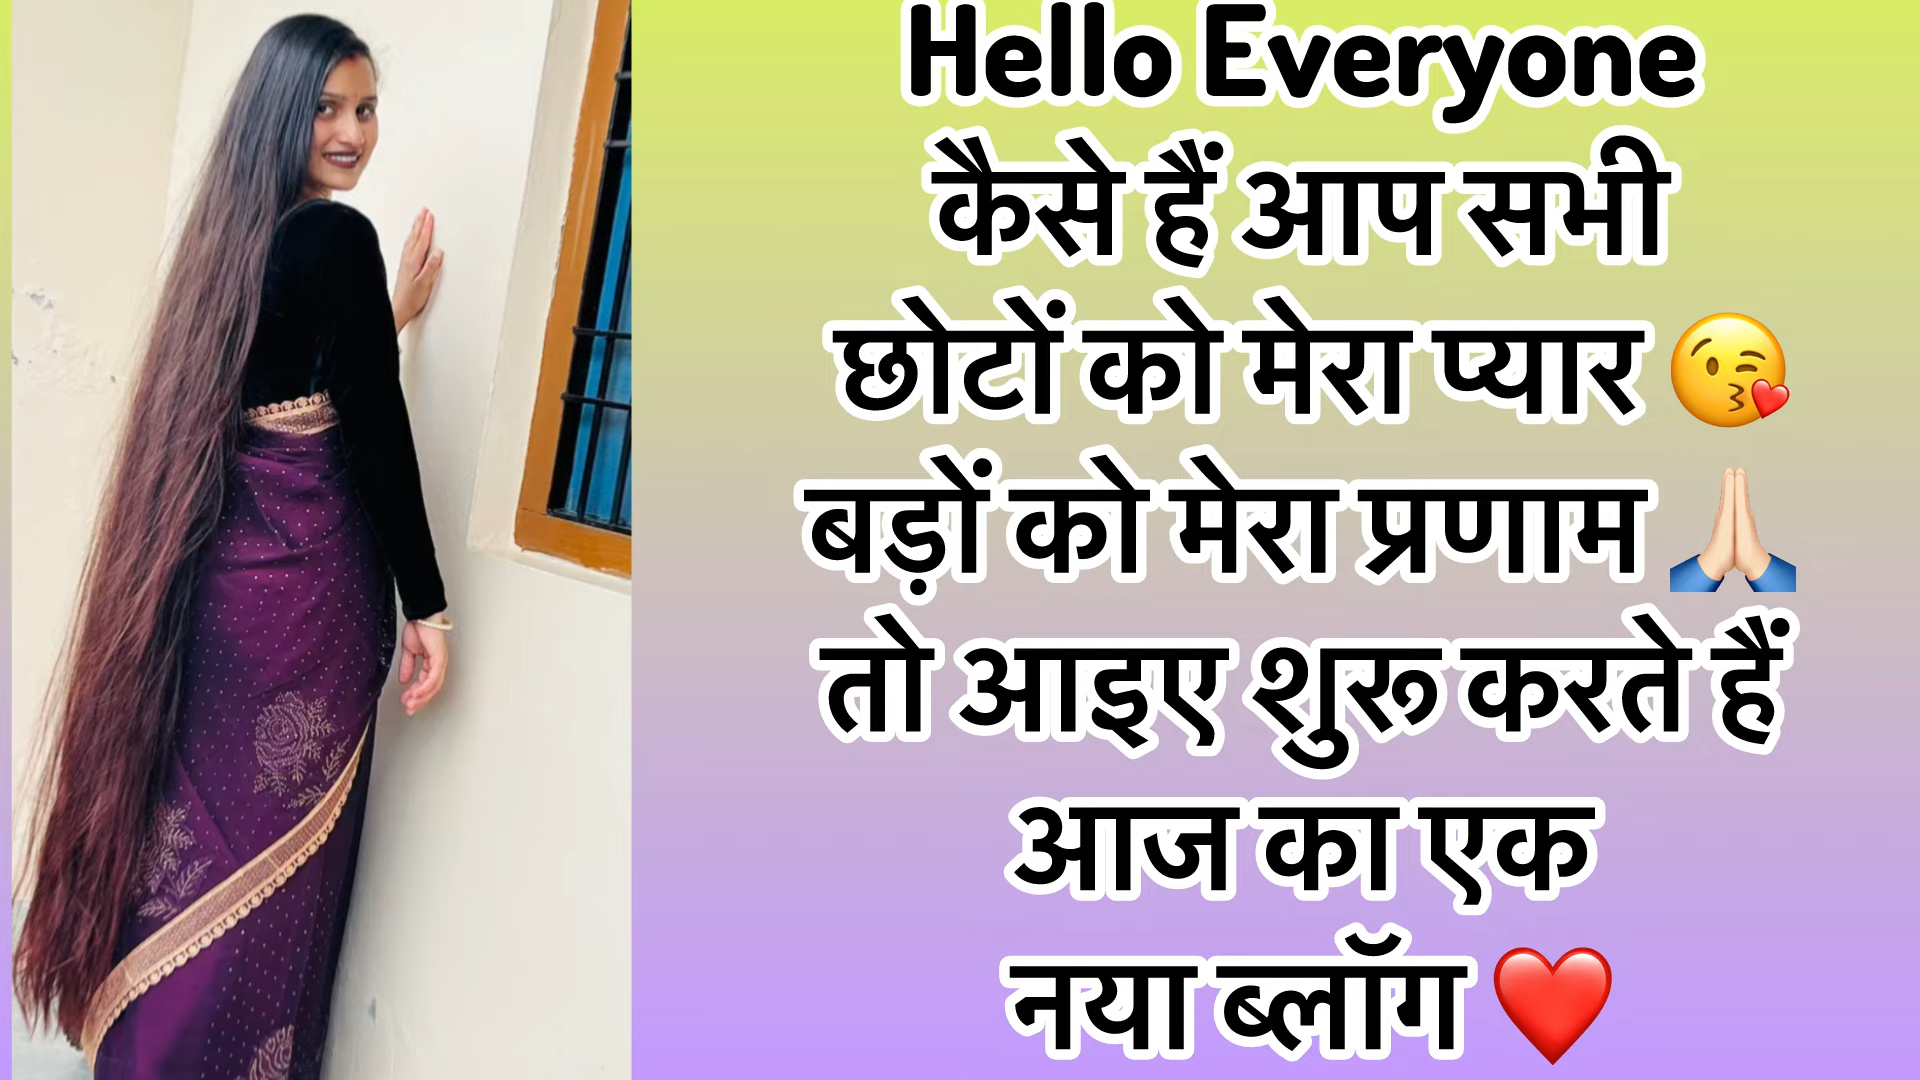 Hello Everyone
कैसे हैं आप सभी
छोटों को मेरा प्यार 😘
बड़ों को मेरा प्रणाम 🙏🏻
तो आइए शुरू करते हैं
आज का एक
नया ब्लॉग ❤️